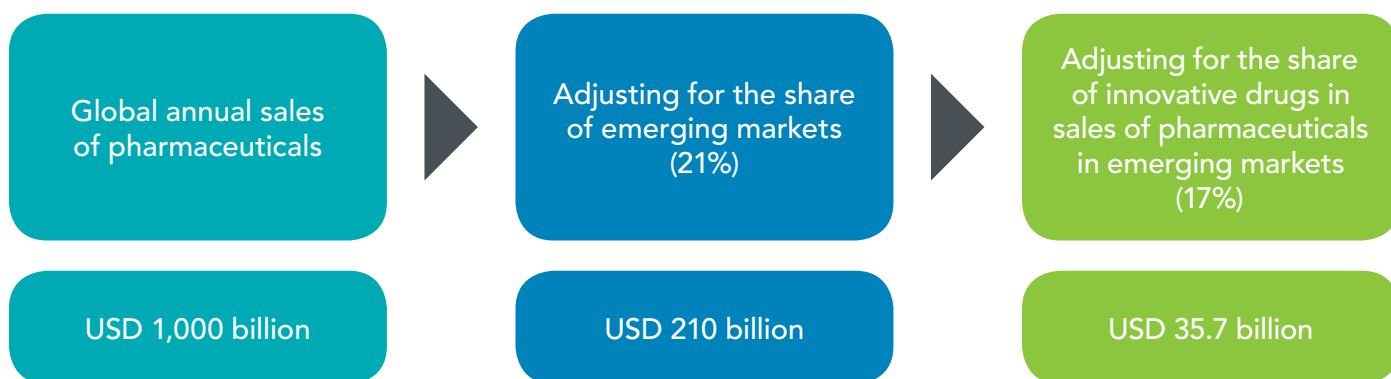 Global annual sales
of pharmaceuticals
Adjusting for the share
of emerging markets
(21%)
Adjusting for the share
of innovative drugs in
sales of pharmaceuticals
in emerging markets
(17%)
USD 1,000 billion
USD 210 billion
USD 35.7 billion